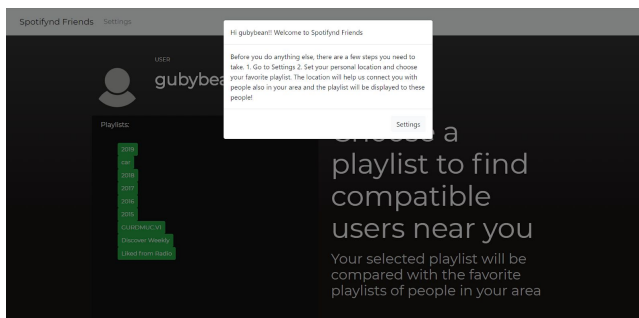 Spotifynd Friends Settings
Hi gubybean!! Welcome to Spotifynd Friends
Before you do anything else, there are a few steps you need to
take. 1. Go to Settings 2. Set your personal location and choose
your favorite playlist. The location will help us connect you with
people also in your area and the playlist will be displayed to these
people!
Settings
USER
Playlists:
2019
car
2018
2017
2016
2015
Discover Weekly
Liked from Radio
Choose a
playlist to find
compatible
users near you
Your selected playlist will be
compared with the favorite
playlists of people in your area